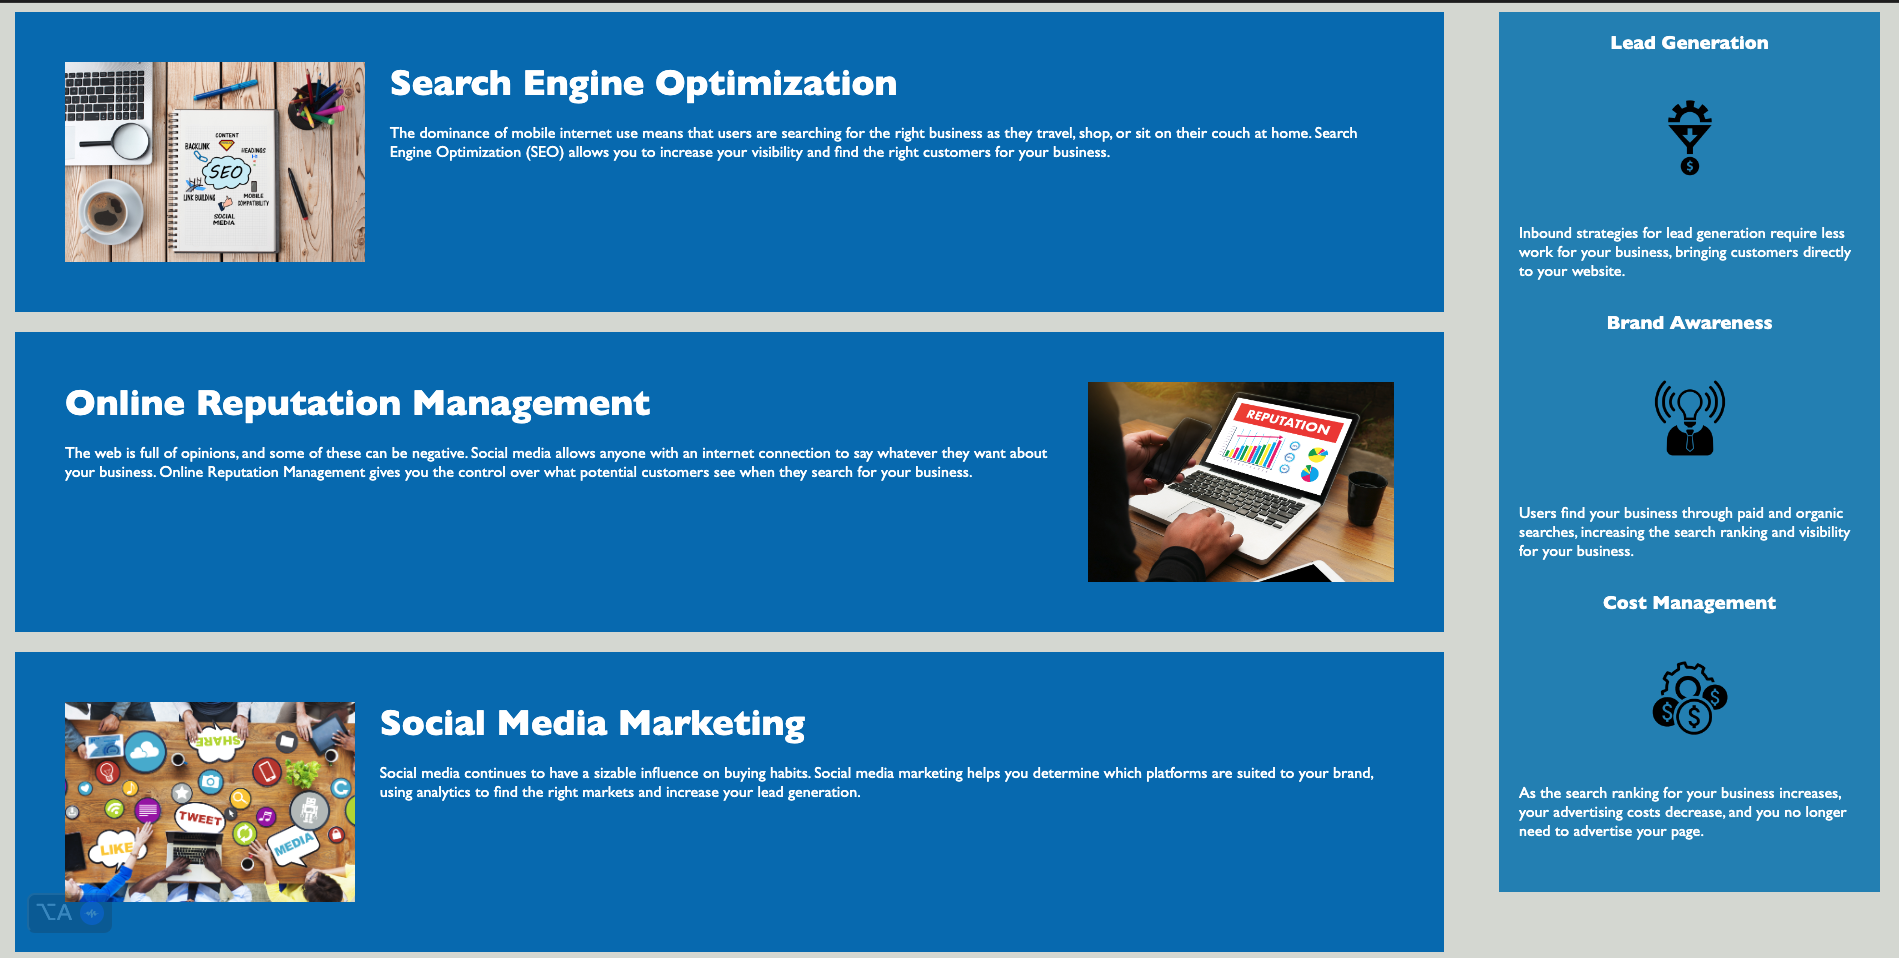 Search Engine Optimization
The dominance of mobile internet use means that users are searching for the right business as they travel, shop, or sit on their couch at home. Search
Engine Optimization (SEO) allows you to increase your visibility and find the right customers for your business.
CONTENT
BACKLINK
HEADINGS
SEO
LINK BUILDING
MOBILE
COMPATIBILITY
SOCIAL
MEDIA
Online Reputation Management
The web is full of opinions, and some of these can be negative. Social media allows anyone with an internet connection to say whatever they want about
your business. Online Reputation Management gives you the control over what potential customers see when they search for your business.
REPUTATION
Social Media Marketing
Social media continues to have a sizable influence on buying habits. Social media marketing helps you determine which platforms are suited to your brand,
using analytics to find the right markets and increase your lead generation.
SHARE
TWEET
LIKE
MEDIA
⌥A
Lead Generation
$
Inbound strategies for lead generation require less
work for your business, bringing customers directly
to your website.
Brand Awareness
Users find your business through paid and organic
searches, increasing the search ranking and visibility
for your business.
Cost Management
$
$
$
As the search ranking for your business increases,
your advertising costs decrease, and you no longer
need to advertise your page.